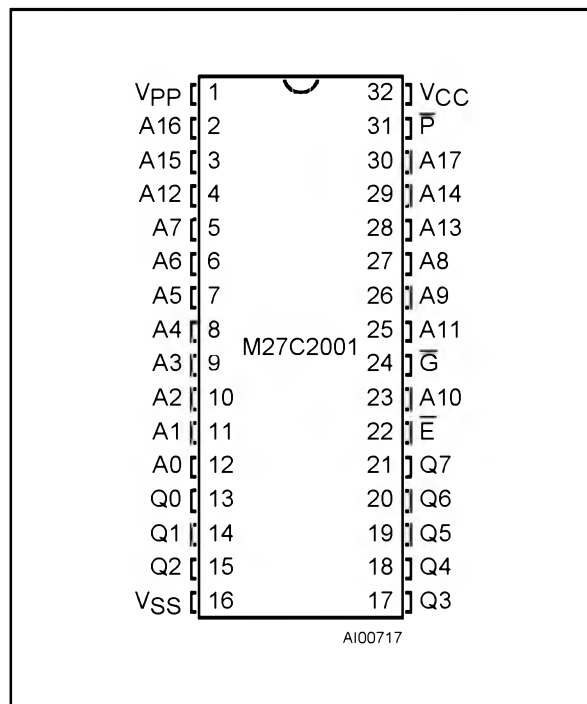 VPP 1 32 VCC
A16 2 31 P̅
A15 3 30 A17
A12 4 29 A14
A7 5 28 A13
A6 6 27 A8
A5 7 26 A9
A4 8 25 A11
M27C2001
A3 9 24 G̅
A2 10 23 A10
A1 11 22 E̅
A0 12 21 Q7
Q0 13 20 Q6
Q1 14 19 Q5
Q2 15 18 Q4
VSS 16 17 Q3
AI00717